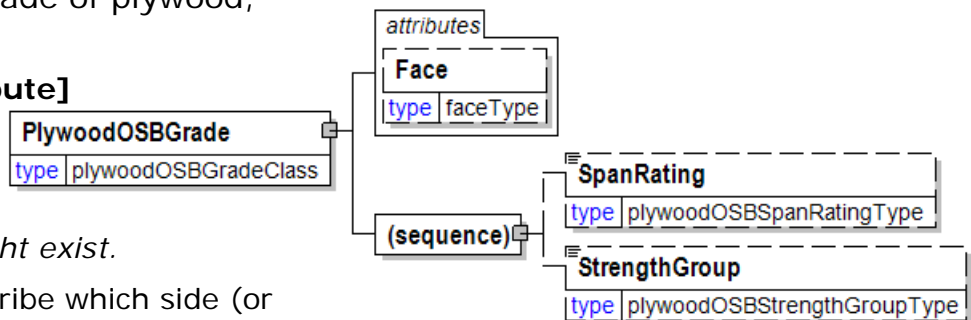 ade of plywood,
attributes
Face
type faceType
bute]
PlywoodOSBGrade
type plywoodOSBGradeClass
SpanRating
type plywoodOSBSpanRatingType
(sequence)
ht exist.
StrengthGroup
type plywoodOSBStrengthGroupType
ribe which side (or